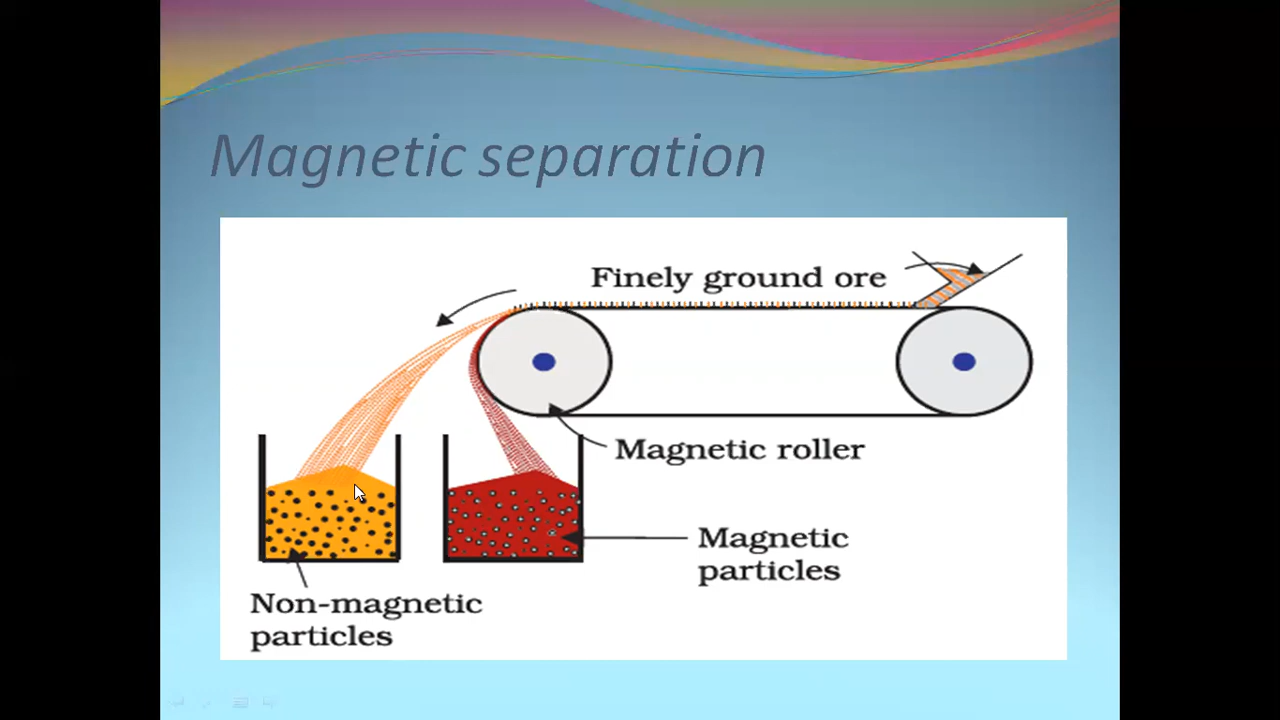 Magnetic separation
Finely ground ore
Magnetic roller
Magnetic
particles
Non-magnetic
particles